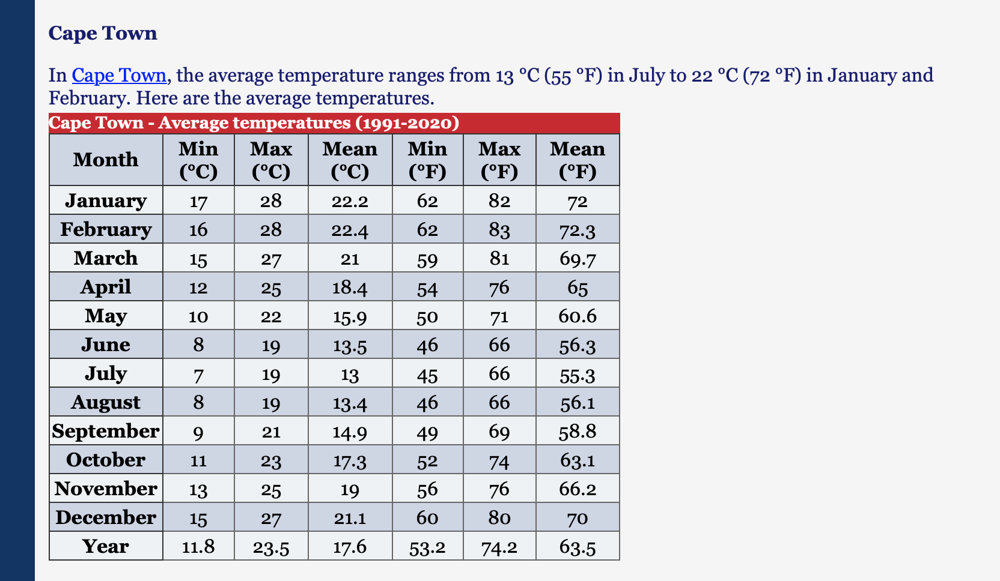 Cape Town
In Cape Town, the average temperature ranges from 13 °C (55 °F) in July to 22 °C (72 °F) in January and
February. Here are the average temperatures.
Cape Town - Average temperatures (1991-2020)
Month Min (°C) Max (°C) Mean (°C) Min (°F) Max (°F) Mean (°F)
January 17 28 22.2 62 82 72
February 16 28 22.4 62 83 72.3
March 15 27 21 59 81 69.7
April 12 25 18.4 54 76 65
May 10 22 15.9 50 71 60.6
June 8 19 13.5 46 66 56.3
July 7 19 13 45 66 55.3
August 8 19 13.4 46 66 56.1
September 9 21 14.9 49 69 58.8
October 11 23 17.3 52 74 63.1
November 13 25 19 56 76 66.2
December 15 27 21.1 60 80 70
Year 11.8 23.5 17.6 53.2 74.2 63.5